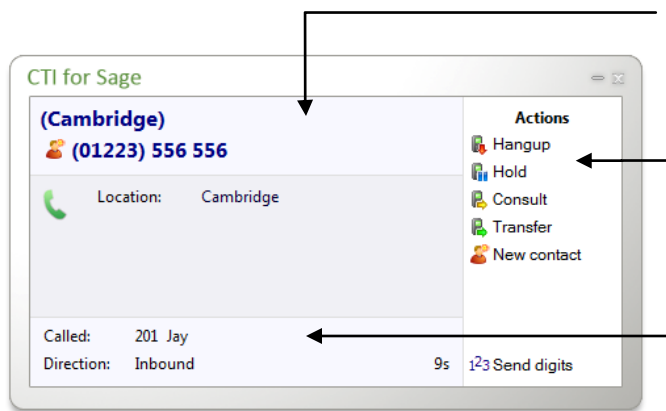 CTI for Sage
(Cambridge)
(01223) 556 556
Location: Cambridge
Called: 201 Jay
Direction: Inbound 9s
Actions
Hangup
Hold
Consult
Transfer
New contact
123 Send digits